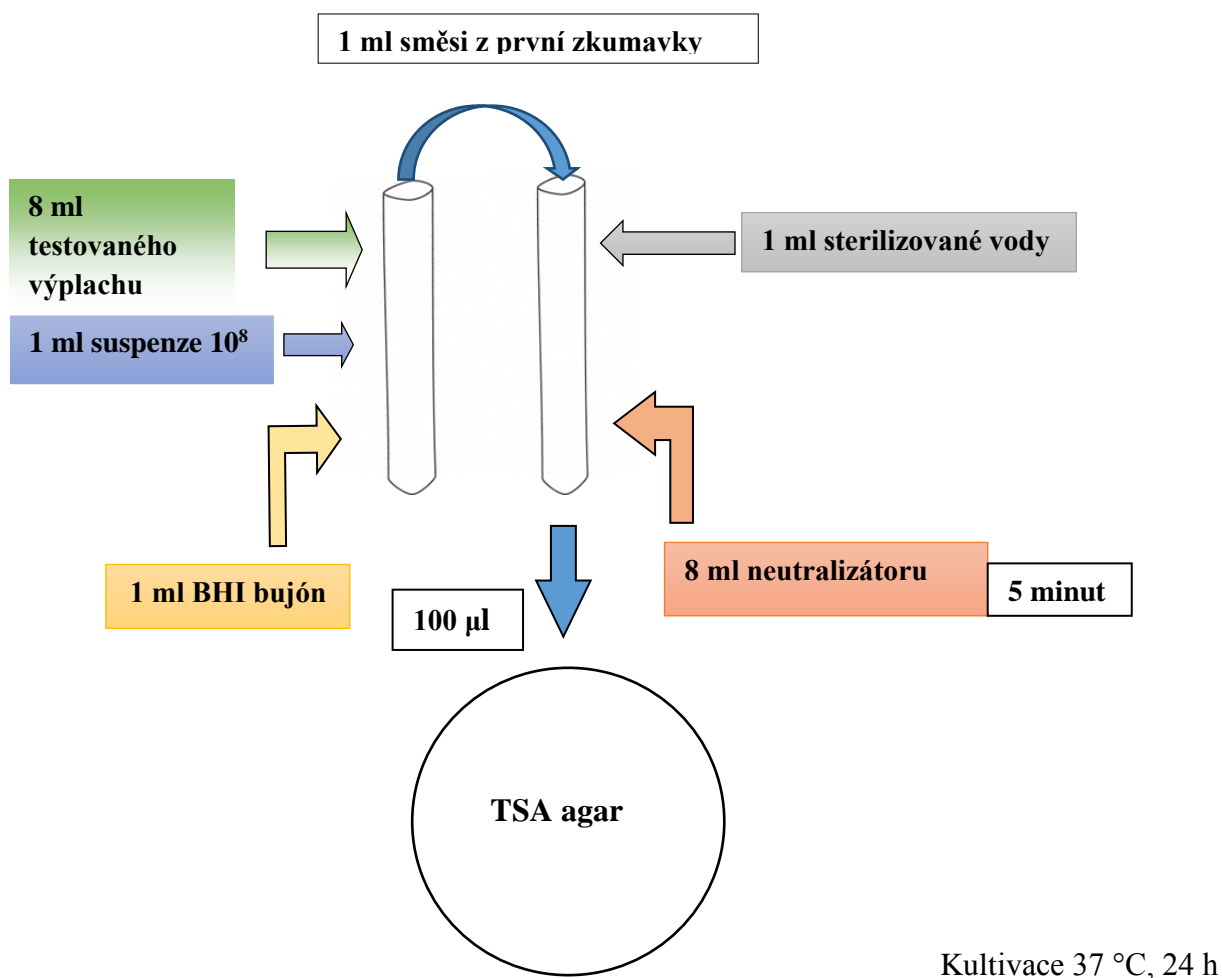 1 ml směsi z první zkumavky
8 ml
testovaného
výplachu
1 ml sterilizované vody
1 ml suspenze 10⁸
1 ml BHI bujón
8 ml neutralizátoru
5 minut
100 µl
TSA agar
Kultivace 37 °C, 24 h